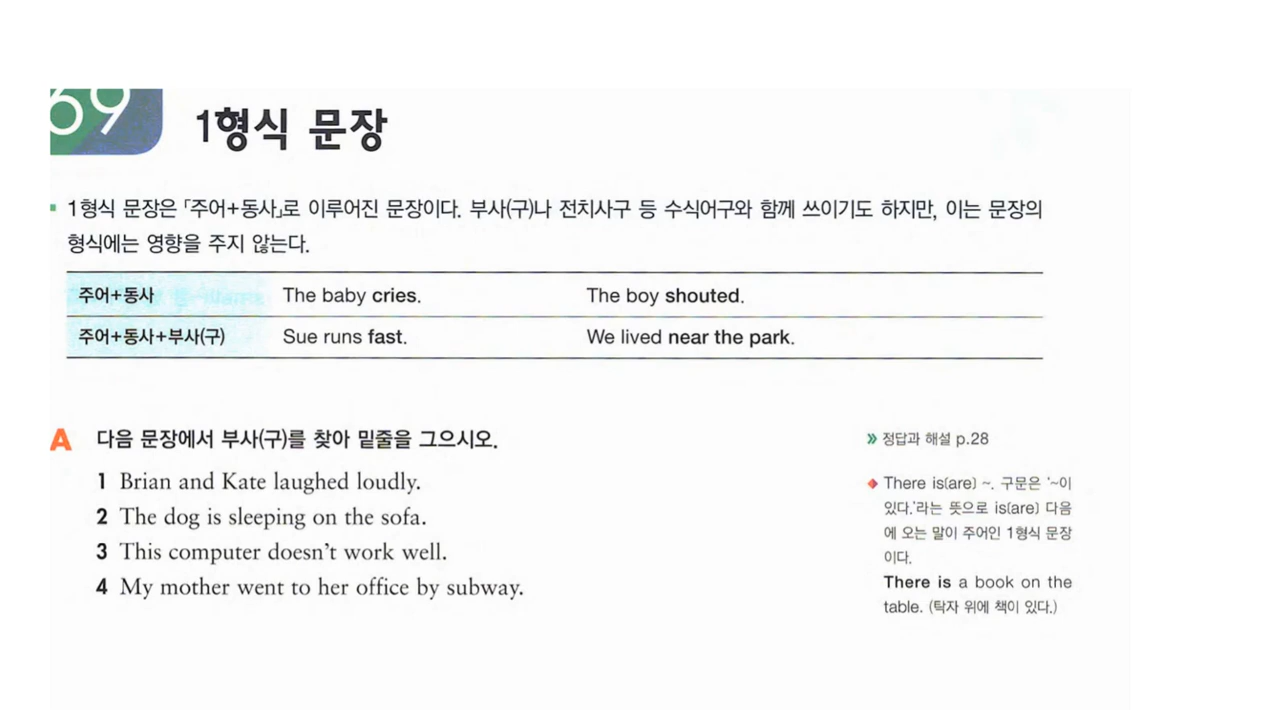 69
1형식 문장
1형식 문장은 「주어+동사」로 이루어진 문장이다. 부사(구)나 전치사구 등 수식어구와 함께 쓰이기도 하지만, 이는 문장의
형식에는 영향을 주지 않는다.
주어+동사 The baby cries. The boy shouted.
주어+동사+부사(구) Sue runs fast. We lived near the park.
A 다음 문장에서 부사(구)를 찾아 밑줄을 그으시오.
1 Brian and Kate laughed loudly.
2 The dog is sleeping on the sofa.
3 This computer doesn't work well.
4 My mother went to her office by subway.
» 정답과 해설 p.28
◆ There is(are) ~. 구문은 '~이
있다.'라는 뜻으로 is(are) 다음
에 오는 말이 주어인 1형식 문장
이다.
There is a book on the
table. (탁자 위에 책이 있다.)